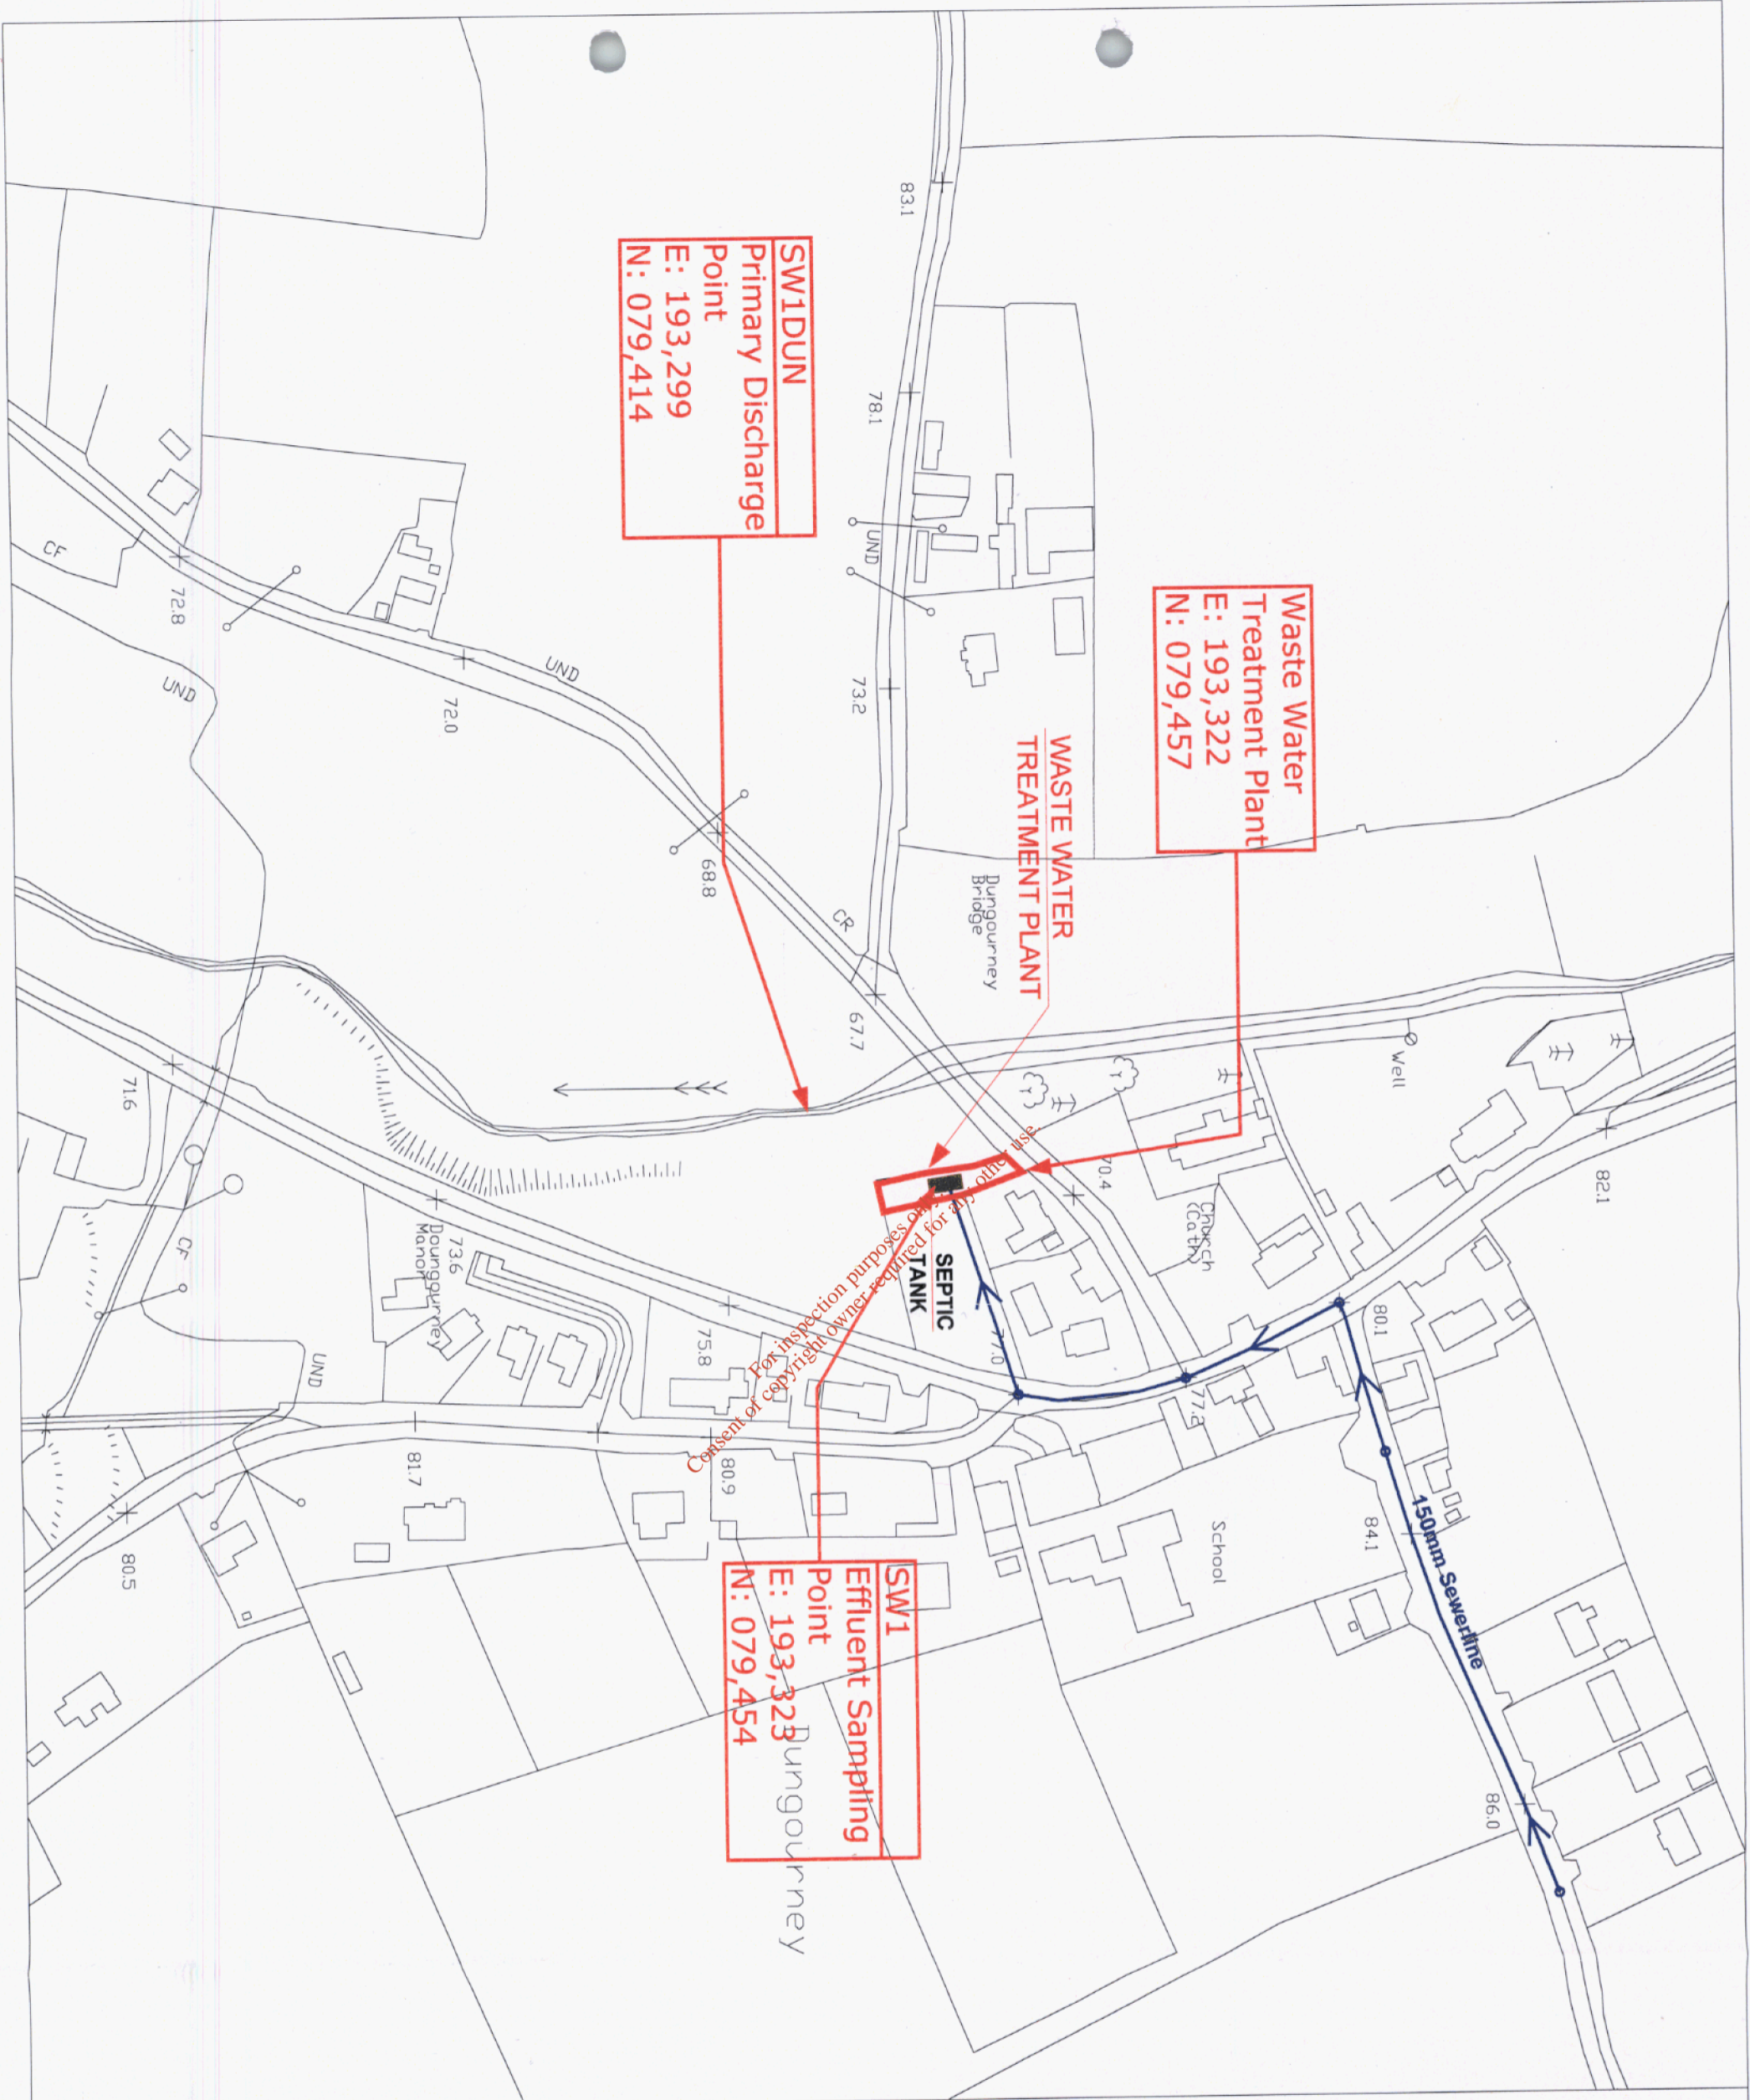 Waste Water
Treatment Plant
E: 193,322
N: 079,457
WASTE WATER
TREATMENT PLANT
SW1DUN
Primary Discharge
Point
E: 193,299
N: 079,414
SW1
Effluent Sampling
Point
E: 193,323
N: 079,454
SEPTIC
TANK
150mm Sewerline
Dungourney
Bridge
Well
Church
(Cath)
School
Doungourney
Manor
Dungourney
83.1
78.1
UND
73.2
CR
67.7
68.8
UND
72.0
72.8
CF
UND
70.4
82.1
80.1
77.2
77.0
84.1
86.0
75.8
73.6
71.6
CF
UND
80.9
81.7
80.5
For inspection purposes only.
Consent of copyright owner required for any other use.